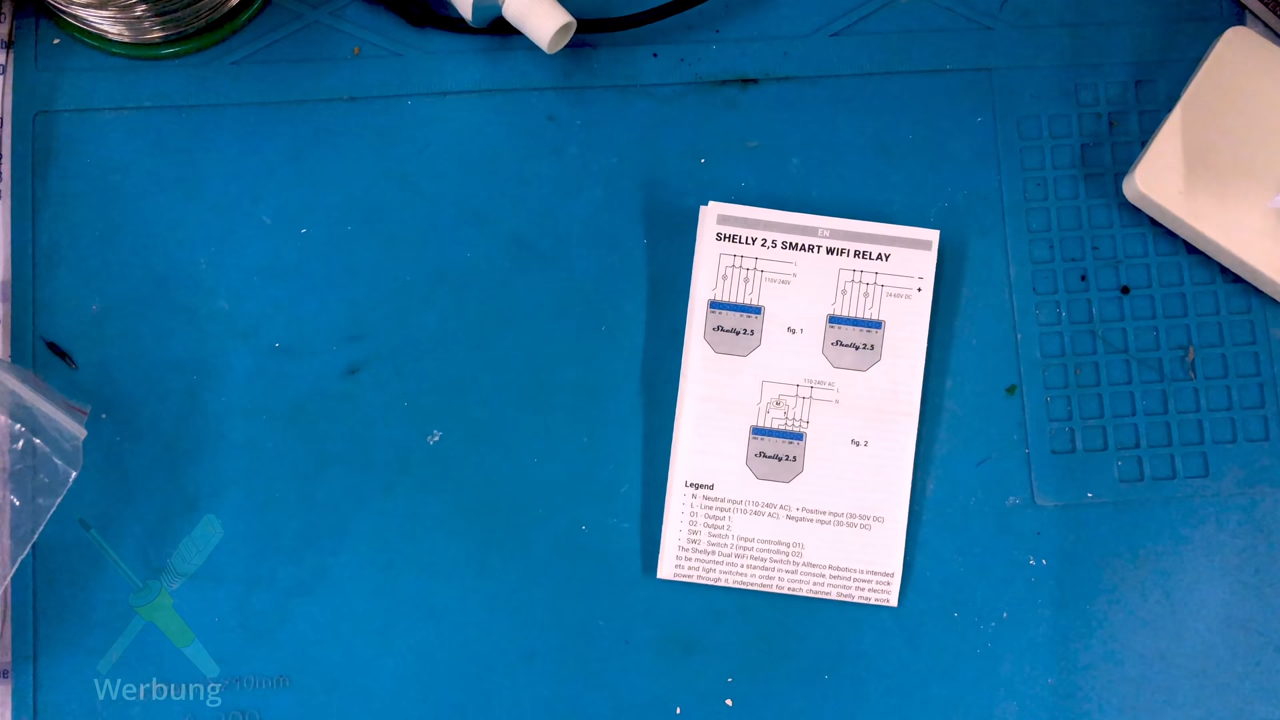 EN
SHELLY 2,5 SMART WIFI RELAY
L
N
110V-240V
−
+
24-60V DC
Shelly 2.5
fig. 1
Shelly 2.5
110-240V AC
L
N
M
fig. 2
Shelly 2.5
Legend
• N - Neutral input (110-240V AC), + Positive input (30-50V DC)
• L - Line input (110-240V AC), - Negative input (30-50V DC)
• O1 - Output 1;
• O2 - Output 2;
• SW1 - Switch 1 (input controlling O1);
• SW2 - Switch 2 (input controlling O2).
The Shelly® Dual WiFi Relay Switch by Allterco Robotics is intended
to be mounted into a standard in-wall console, behind power sock-
ets and light switches in order to control and monitor the electric
power through it, independent for each channel. Shelly may work
Werbung